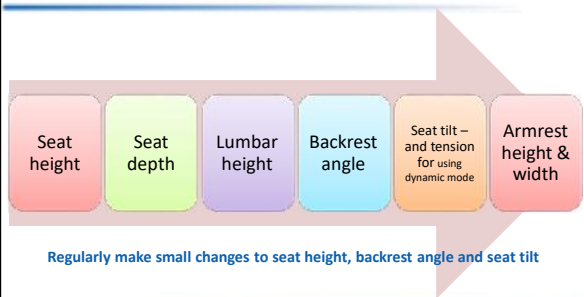 Seat
height
Seat
depth
Lumbar
height
Backrest
angle
Seat tilt –
and tension
for using
dynamic mode
Armrest
height &
width
Regularly make small changes to seat height, backrest angle and seat tilt